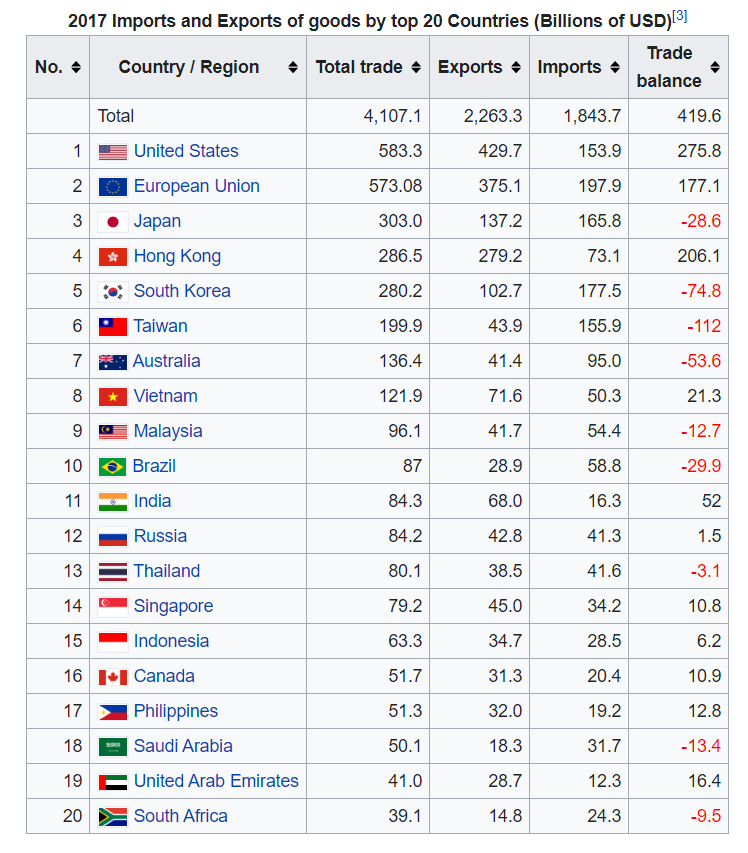 2017 Imports and Exports of goods by top 20 Countries (Billions of USD)[3]
No. Country / Region Total trade Exports Imports Trade balance
Total 4,107.1 2,263.3 1,843.7 419.6
1 United States 583.3 429.7 153.9 275.8
2 European Union 573.08 375.1 197.9 177.1
3 Japan 303.0 137.2 165.8 -28.6
4 Hong Kong 286.5 279.2 73.1 206.1
5 South Korea 280.2 102.7 177.5 -74.8
6 Taiwan 199.9 43.9 155.9 -112
7 Australia 136.4 41.4 95.0 -53.6
8 Vietnam 121.9 71.6 50.3 21.3
9 Malaysia 96.1 41.7 54.4 -12.7
10 Brazil 87 28.9 58.8 -29.9
11 India 84.3 68.0 16.3 52
12 Russia 84.2 42.8 41.3 1.5
13 Thailand 80.1 38.5 41.6 -3.1
14 Singapore 79.2 45.0 34.2 10.8
15 Indonesia 63.3 34.7 28.5 6.2
16 Canada 51.7 31.3 20.4 10.9
17 Philippines 51.3 32.0 19.2 12.8
18 Saudi Arabia 50.1 18.3 31.7 -13.4
19 United Arab Emirates 41.0 28.7 12.3 16.4
20 South Africa 39.1 14.8 24.3 -9.5